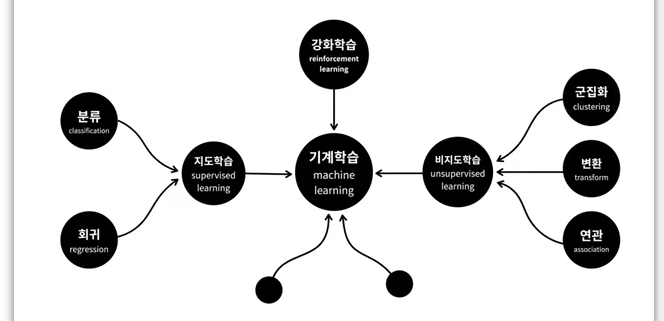 강화학습
reinforcement
learning
분류
classification
지도학습
supervised
learning
회귀
regression
기계학습
machine
learning
비지도학습
unsupervised
learning
군집화
clustering
변환
transform
연관
association